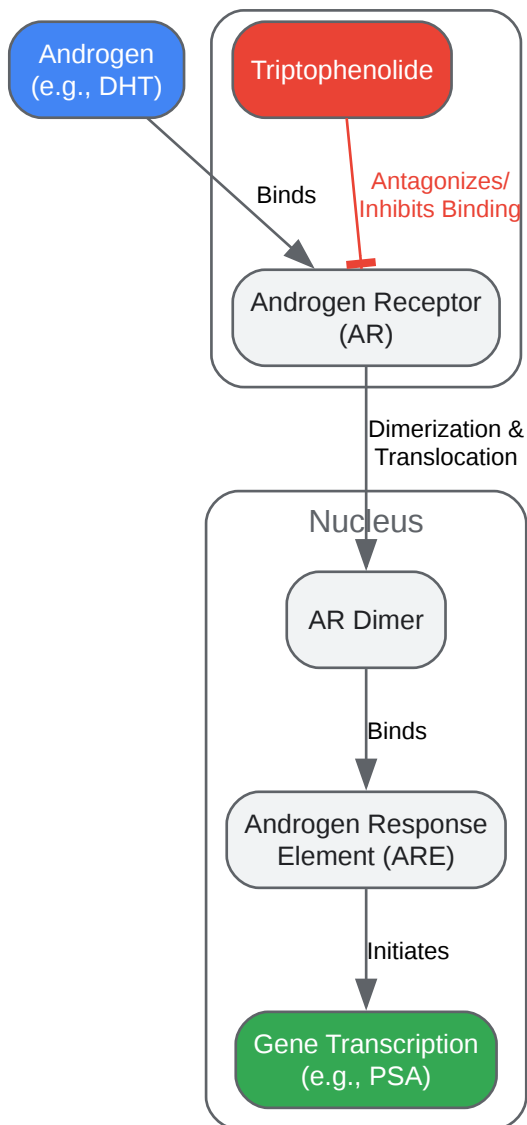 Androgen
(e.g., DHT)
Triptophenolide
Binds
Antagonizes/
Inhibits Binding
Androgen Receptor
(AR)
Dimerization &
Translocation
Nucleus
AR Dimer
Binds
Androgen Response
Element (ARE)
Initiates
Gene Transcription
(e.g., PSA)